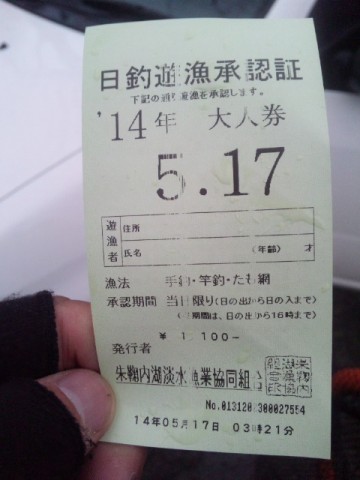 日釣遊漁承認証
下記の通り遊漁を承認します。
'14年 大人券
5.17
遊漁者 住所
氏名 (年齢) 才
漁法 手釣・竿釣・たも網
承認期間 当日限り(日の出から日の入まで)
期間は、日の出から16時まで)
¥ 1,100-
発行者
朱鞠内湖淡水漁業協同組合
No.013120 300027554
14年05月17日 03時21分